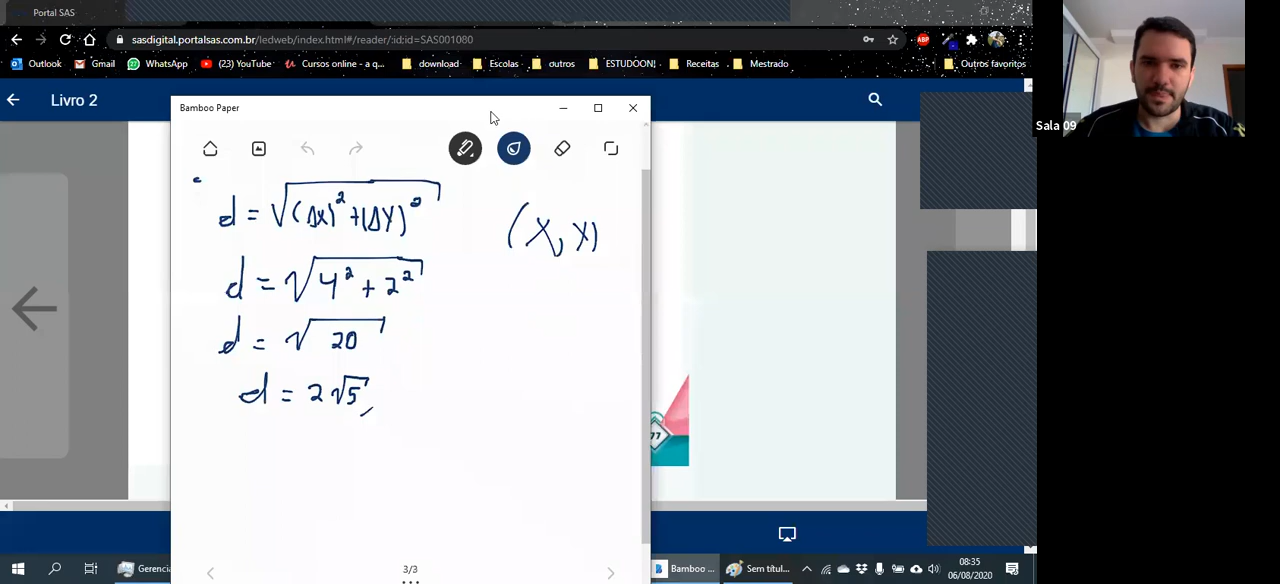 Portal SAS
sasdigital.portalsas.com.br/ledweb/index.html#/reader/:id:id=SAS001080
Outlook Gmail WhatsApp (23) YouTube Cursos online - a q... download Escolas outros ESTUDOON! Receitas Mestrado Outros favoritos
Livro 2
Bamboo Paper
d = √(ΔX)² + (ΔY)²
(X, Y)
d = √4² + 2²
d = √20
d = 2√5
77
3/3
Sala 09
Gerencia
Bamboo ...
Sem títul...
08:35
06/08/2020